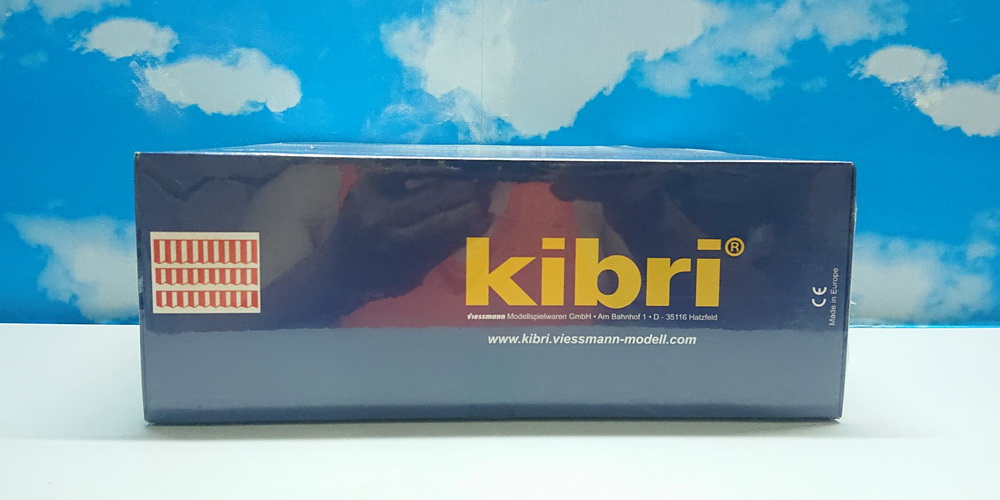 kibri®
viessmann Modellspielwaren GmbH • Am Bahnhof 1 • D - 35116 Hatzfeld
www.kibri.viessmann-modell.com
CE
Made in Europe